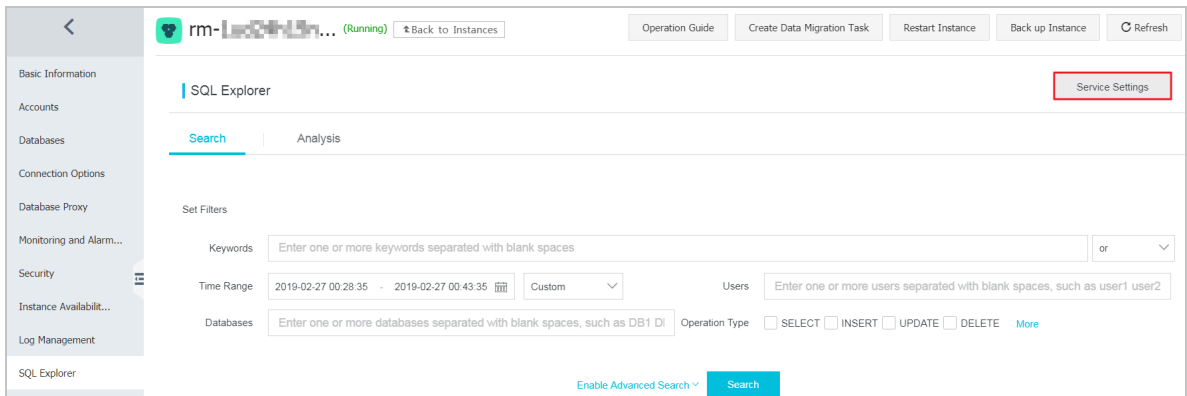 rm- ... (Running) Back to Instances Operation Guide Create Data Migration Task Restart Instance Back up Instance Refresh
Basic Information
Accounts
Databases
Connection Options
Database Proxy
Monitoring and Alarm...
Security
Instance Availabilit...
Log Management
SQL Explorer
SQL Explorer Service Settings
Search Analysis
Set Filters
Keywords Enter one or more keywords separated with blank spaces or
Time Range 2019-02-27 00:28:35 - 2019-02-27 00:43:35 Custom Users Enter one or more users separated with blank spaces, such as user1 user2
Databases Enter one or more databases separated with blank spaces, such as DB1 D Operation Type SELECT INSERT UPDATE DELETE More
Enable Advanced Search Search